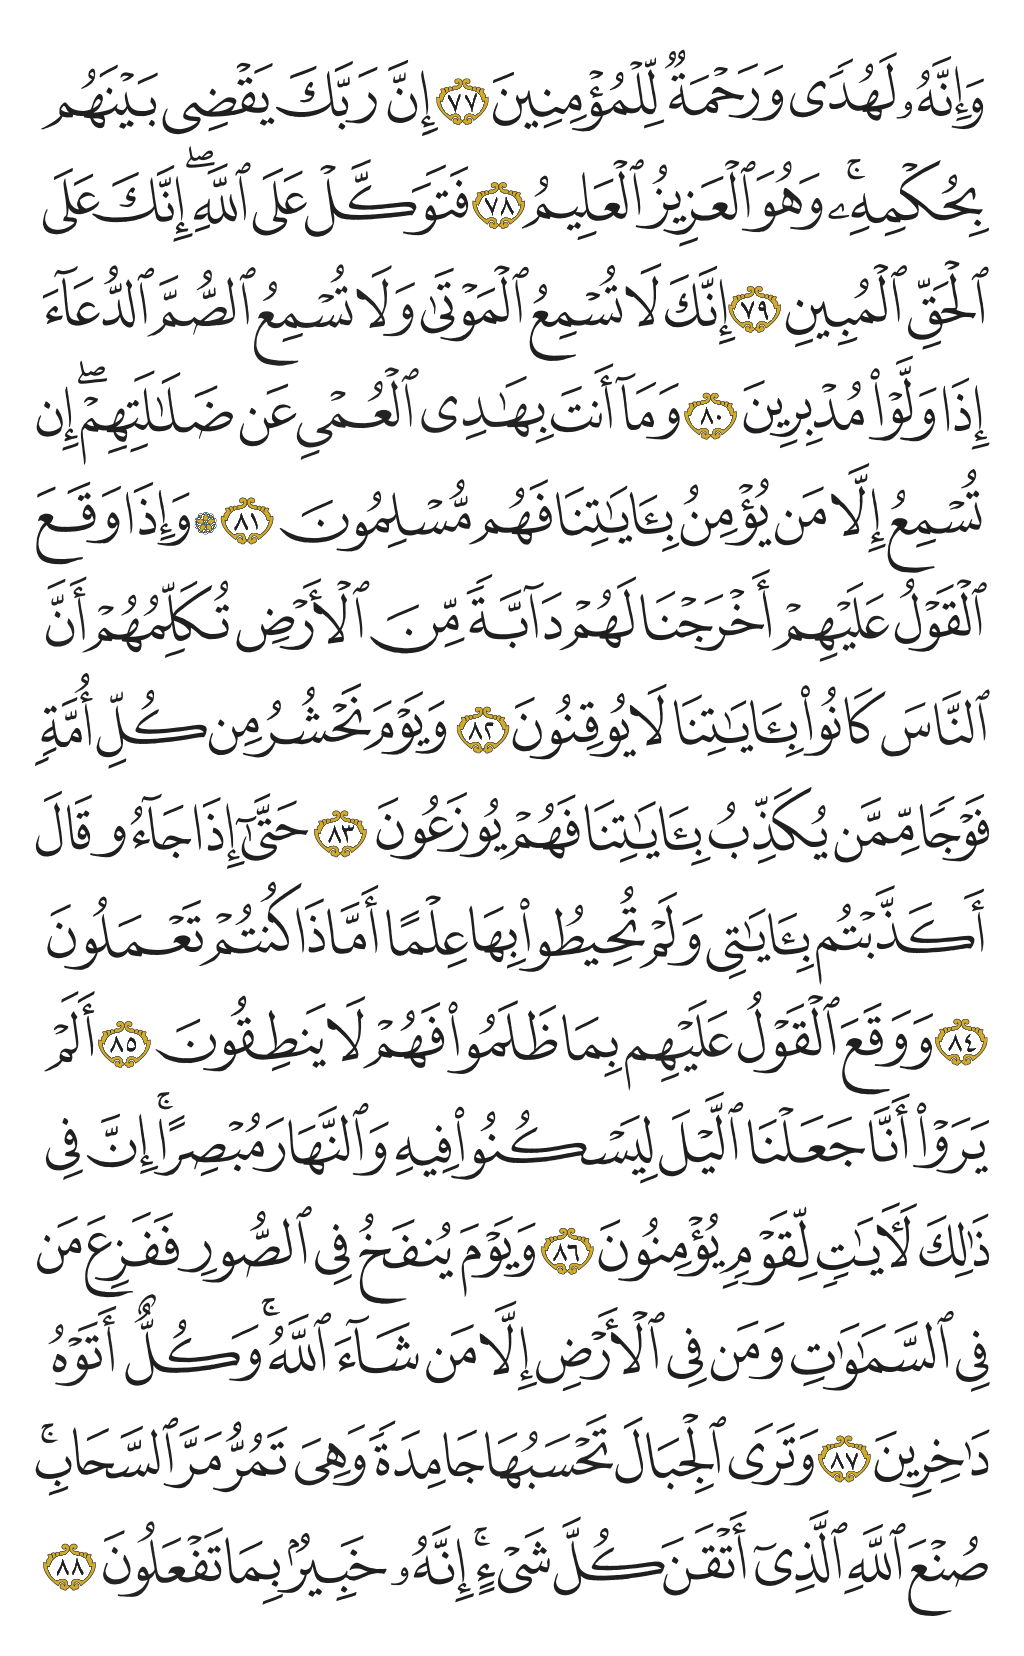 وَإِنَّهُۥ لَهُدٗى وَرَحۡمَةٞ لِّلۡمُؤۡمِنِينَ ٧٧ إِنَّ رَبَّكَ يَقۡضِي بَيۡنَهُم
بِحُكۡمِهِۦۚ وَهُوَ ٱلۡعَزِيزُ ٱلۡعَلِيمُ ٧٨ فَتَوَكَّلۡ عَلَى ٱللَّهِۖ إِنَّكَ عَلَى
ٱلۡحَقِّ ٱلۡمُبِينِ ٧٩ إِنَّكَ لَا تُسۡمِعُ ٱلۡمَوۡتَىٰ وَلَا تُسۡمِعُ ٱلصُّمَّ ٱلدُّعَآءَ
إِذَا وَلَّوۡاْ مُدۡبِرِينَ ٨٠ وَمَآ أَنتَ بِهَٰدِي ٱلۡعُمۡيِ عَن ضَلَٰلَتِهِمۡۖ إِن
تُسۡمِعُ إِلَّا مَن يُؤۡمِنُ بِـَٔايَٰتِنَا فَهُم مُّسۡلِمُونَ ٨١ ۞ وَإِذَا وَقَعَ
ٱلۡقَوۡلُ عَلَيۡهِمۡ أَخۡرَجۡنَا لَهُمۡ دَآبَّةٗ مِّنَ ٱلۡأَرۡضِ تُكَلِّمُهُمۡ أَنَّ
ٱلنَّاسَ كَانُواْ بِـَٔايَٰتِنَا لَا يُوقِنُونَ ٨٢ وَيَوۡمَ نَحۡشُرُ مِن كُلِّ أُمَّةٖ
فَوۡجٗا مِّمَّن يُكَذِّبُ بِـَٔايَٰتِنَا فَهُمۡ يُوزَعُونَ ٨٣ حَتَّىٰٓ إِذَا جَآءُو قَالَ
أَكَذَّبۡتُم بِـَٔايَٰتِي وَلَمۡ تُحِيطُواْ بِهَا عِلۡمًا أَمَّاذَا كُنتُمۡ تَعۡمَلُونَ
٨٤ وَوَقَعَ ٱلۡقَوۡلُ عَلَيۡهِم بِمَا ظَلَمُواْ فَهُمۡ لَا يَنطِقُونَ ٨٥ أَلَمۡ
يَرَوۡاْ أَنَّا جَعَلۡنَا ٱلَّيۡلَ لِيَسۡكُنُواْ فِيهِ وَٱلنَّهَارَ مُبۡصِرًاۚ إِنَّ فِي
ذَٰلِكَ لَأٓيَٰتٖ لِّقَوۡمٖ يُؤۡمِنُونَ ٨٦ وَيَوۡمَ يُنفَخُ فِي ٱلصُّورِ فَفَزِعَ مَن
فِي ٱلسَّمَٰوَٰتِ وَمَن فِي ٱلۡأَرۡضِ إِلَّا مَن شَآءَ ٱللَّهُۚ وَكُلٌّ أَتَوۡهُ
دَٰخِرِينَ ٨٧ وَتَرَى ٱلۡجِبَالَ تَحۡسَبُهَا جَامِدَةٗ وَهِيَ تَمُرُّ مَرَّ ٱلسَّحَابِۚ
صُنۡعَ ٱللَّهِ ٱلَّذِيٓ أَتۡقَنَ كُلَّ شَيۡءٍۚ إِنَّهُۥ خَبِيرُۢ بِمَا تَفۡعَلُونَ ٨٨